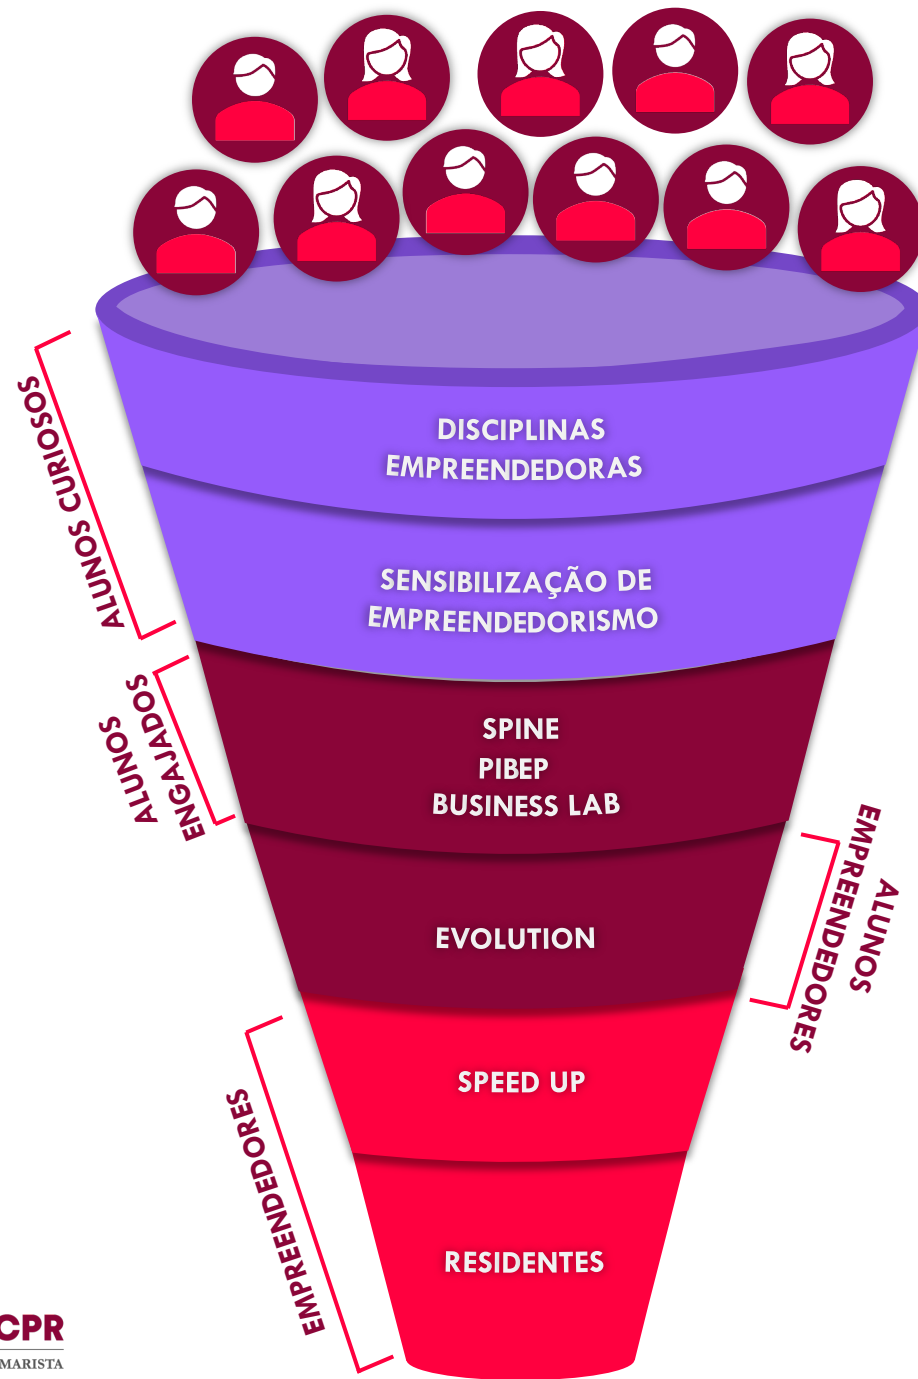 DISCIPLINAS
EMPREENDEDORAS
ALUNOS CURIOSOS
SENSIBILIZAÇÃO DE
EMPREENDEDORISMO
ALUNOS
ENGAJADOS
SPINE
PIBEP
BUSINESS LAB
ALUNOS
EMPREENDEDORES
EVOLUTION
SPEED UP
EMPREENDEDORES
RESIDENTES
CPR
MARISTA